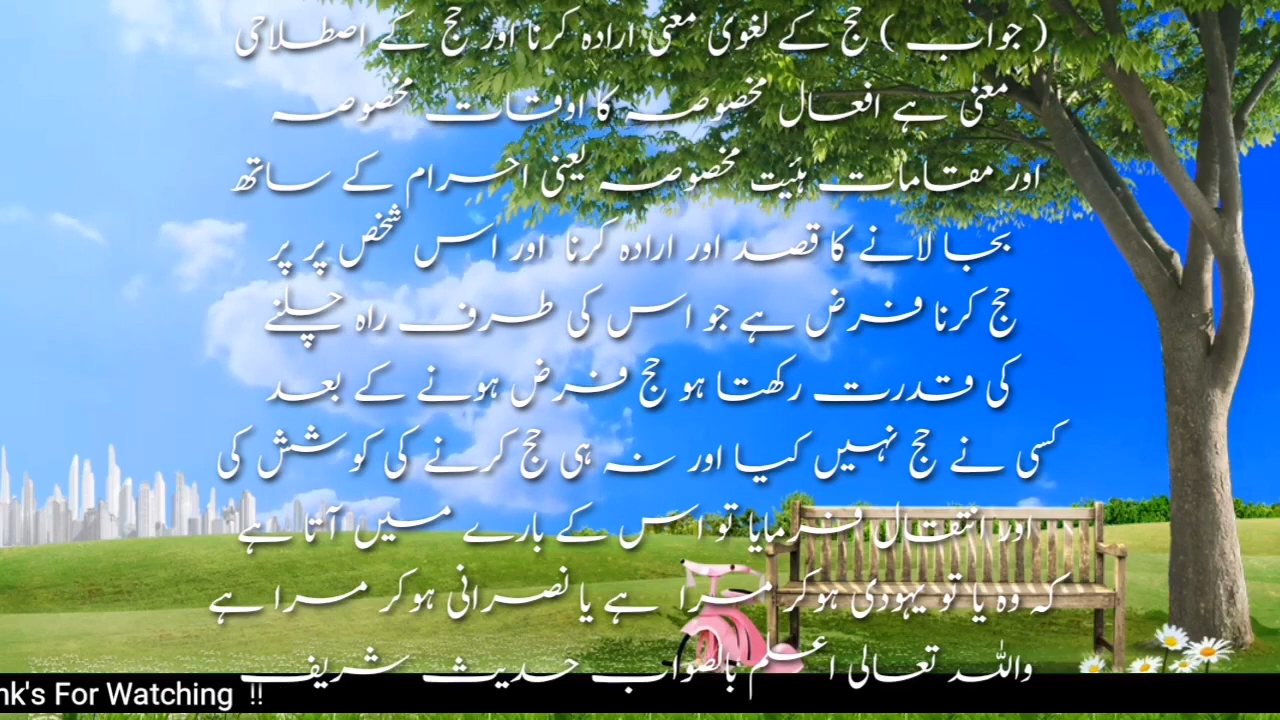 ( جواب ) حج کے لغوی معنی ارادہ کرنا اور حج کے اصطلاحی
معنی ہے افعال مخصوصہ کا اوقات مخصوصہ
اور مقامات ہئیت مخصوصہ یعنی احرام کے ساتھ
بجا لانے کا قصد اور ارادہ کرنا اور اس شخص پر پر
حج کرنا فرض ہے جو اس کی طرف راہ چلنے
کی قدرت رکھتا ہو حج فرض ہونے کے بعد
کسی نے حج نہیں کیا اور نہ ہی حج کرنے کی کوشش کی
اور انتقال فرمایا تو اس کے بارے میں آتا ہے
کہ وہ یا تو یہودی ہوکر مرا ہے یا نصرانی ہوکر مرا ہے
واللہ تعالی اعلم بالصواب حدیث شریف
nk's For Watching !!